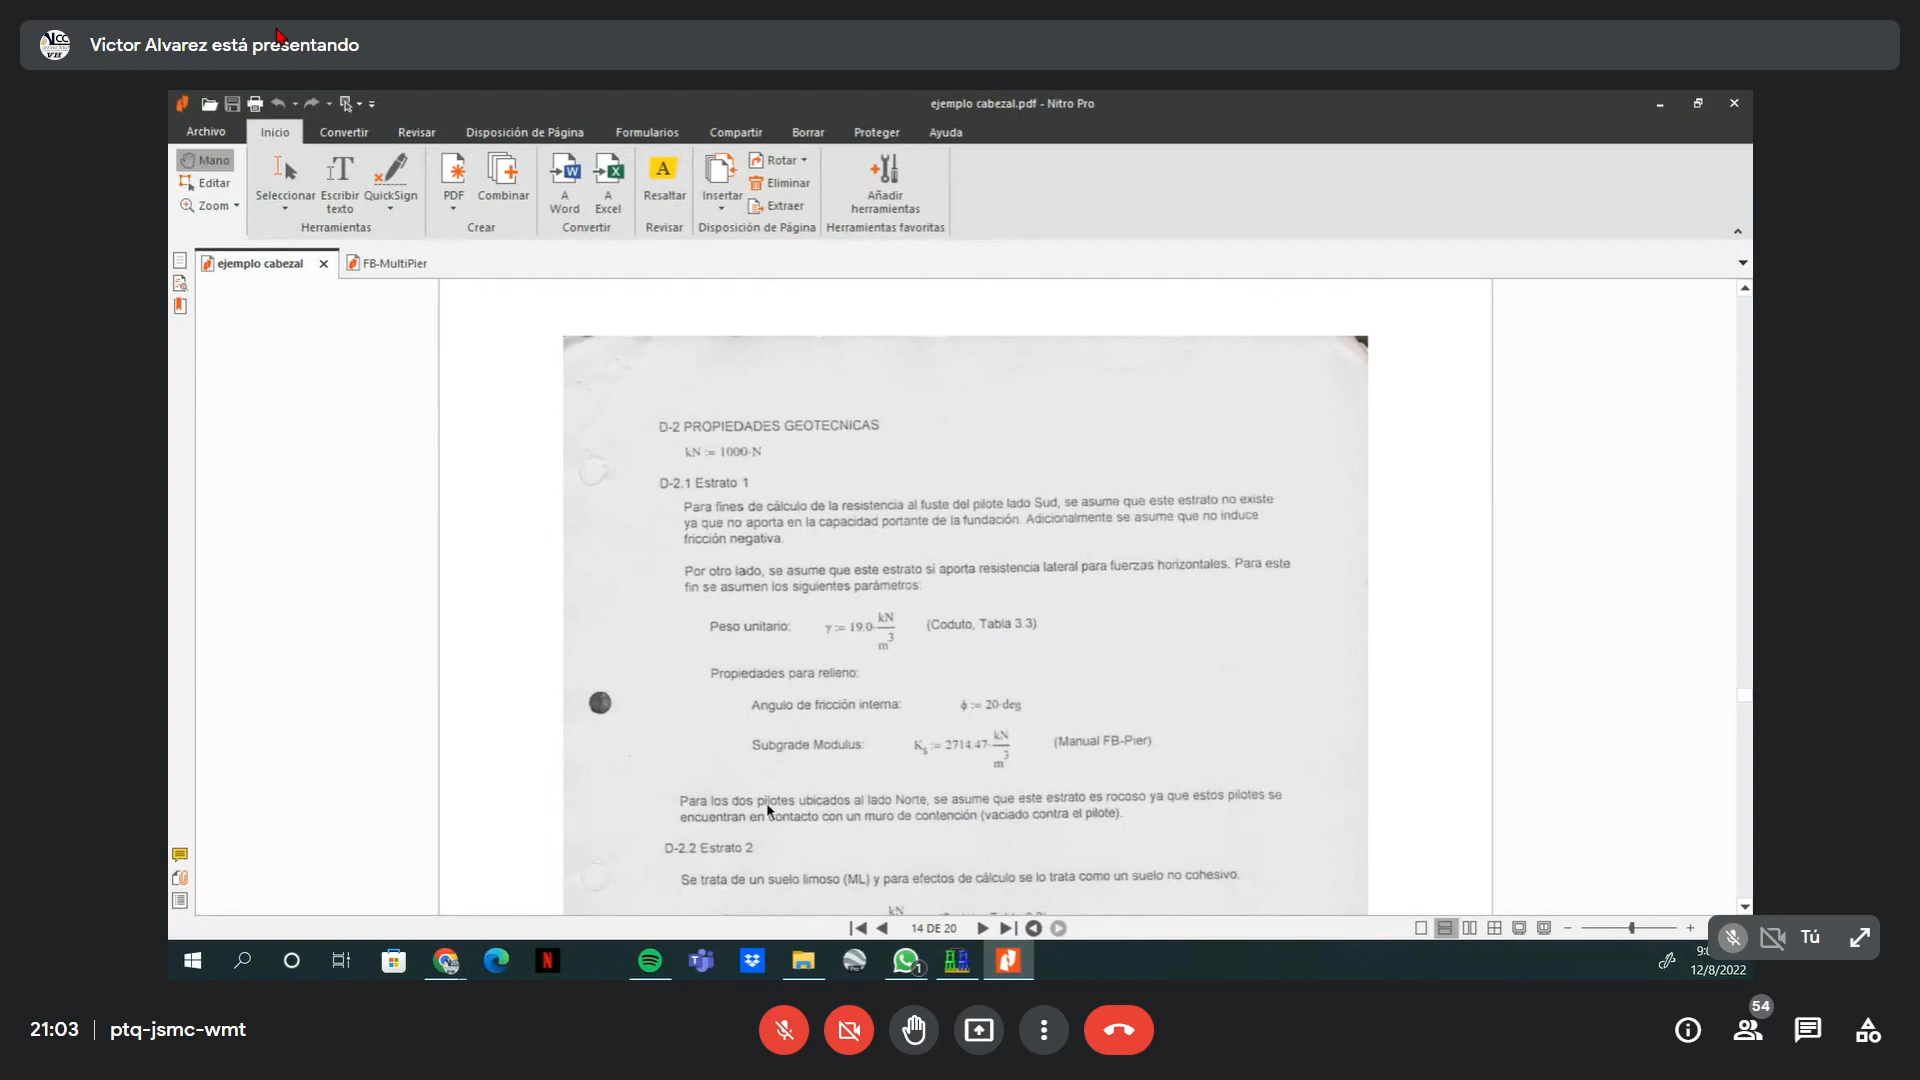 Victor Alvarez está presentando
ejemplo cabezal.pdf - Nitro Pro
Archivo Inicio Convertir Revisar Disposición de Página Formularios Compartir Borrar Proteger Ayuda
Mano
Editar
Zoom
Seleccionar
Escribir texto
QuickSign
Herramientas
PDF
Combinar
Crear
A Word
A Excel
Convertir
Resaltar
Revisar
Insertar
Rotar
Eliminar
Extraer
Disposición de Página
Añadir herramientas
Herramientas favoritas
ejemplo cabezal
FB-MultiPier
D-2 PROPIEDADES GEOTECNICAS
kN := 1000·N
D-2.1 Estrato 1
Para fines de cálculo de la resistencia al fuste del pilote lado Sud, se asume que este estrato no existe
ya que no aporta en la capacidad portante de la fundación. Adicionalmente se asume que no induce
fricción negativa.
Por otro lado, se asume que este estrato si aporta resistencia lateral para fuerzas horizontales. Para este
fin se asumen los siguientes parámetros:
Peso unitario: γ := 19.0· kN / m 3 (Coduto, Tabla 3.3)
Propiedades para relleno:
Angulo de fricción interna: ϕ := 20·deg
Subgrade Modulus: Ks := 2714.47· kN / m 3 (Manual FB-Pier)
Para los dos pilotes ubicados al lado Norte, se asume que este estrato es rocoso ya que estos pilotes se
encuentran en contacto con un muro de contención (vaciado contra el pilote).
D-2.2 Estrato 2
Se trata de un suelo limoso (ML) y para efectos de cálculo se lo trata como un suelo no cohesivo.
kN
14 DE 20
Tú
12/8/2022
1
21:03 | ptq-jsmc-wmt
54